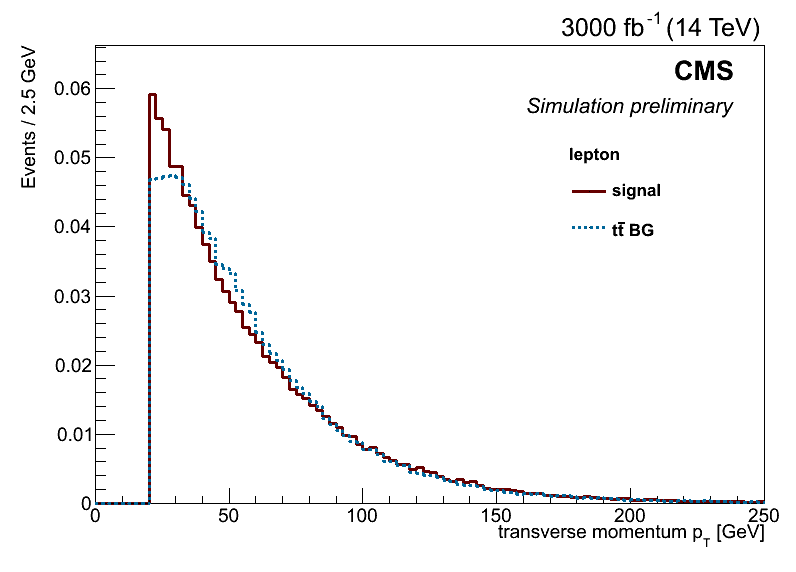 3000 fb⁻¹ (14 TeV)
Events / 2.5 GeV
CMS
Simulation preliminary
lepton
signal
tt̅ BG
0.06
0.05
0.04
0.03
0.02
0.01
0
0 50 100 150 200 250
transverse momentum p_T [GeV]